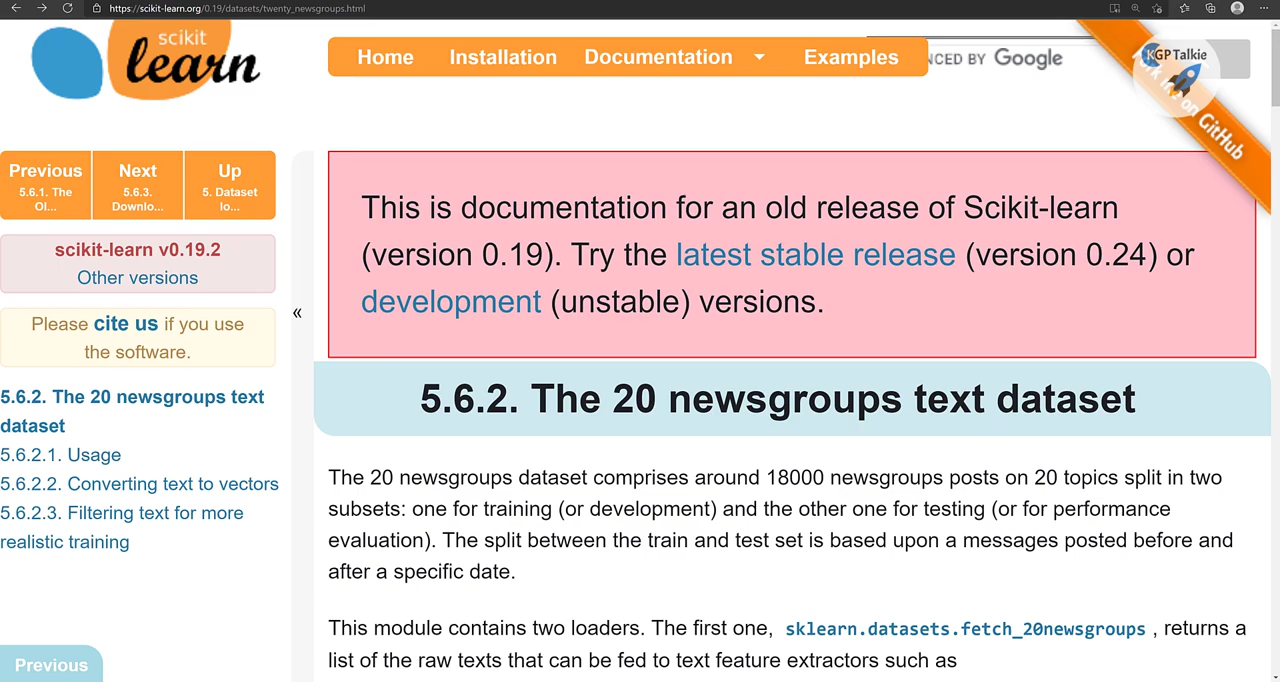 https://scikit-learn.org/0.19/datasets/twenty_newsgroups.html
scikit
learn
Home Installation Documentation Examples
NCED BY Google
KGP Talkie
on GitHub
Previous Next Up
5.6.1. The 5.6.3. 5. Dataset
Ol... Downlo... lo...
scikit-learn v0.19.2
Other versions
Please cite us if you use
the software.
5.6.2. The 20 newsgroups text
dataset
5.6.2.1. Usage
5.6.2.2. Converting text to vectors
5.6.2.3. Filtering text for more
realistic training
Previous
«
This is documentation for an old release of Scikit-learn
(version 0.19). Try the latest stable release (version 0.24) or
development (unstable) versions.
5.6.2. The 20 newsgroups text dataset
The 20 newsgroups dataset comprises around 18000 newsgroups posts on 20 topics split in two
subsets: one for training (or development) and the other one for testing (or for performance
evaluation). The split between the train and test set is based upon a messages posted before and
after a specific date.
This module contains two loaders. The first one, sklearn.datasets.fetch_20newsgroups , returns a
list of the raw texts that can be fed to text feature extractors such as